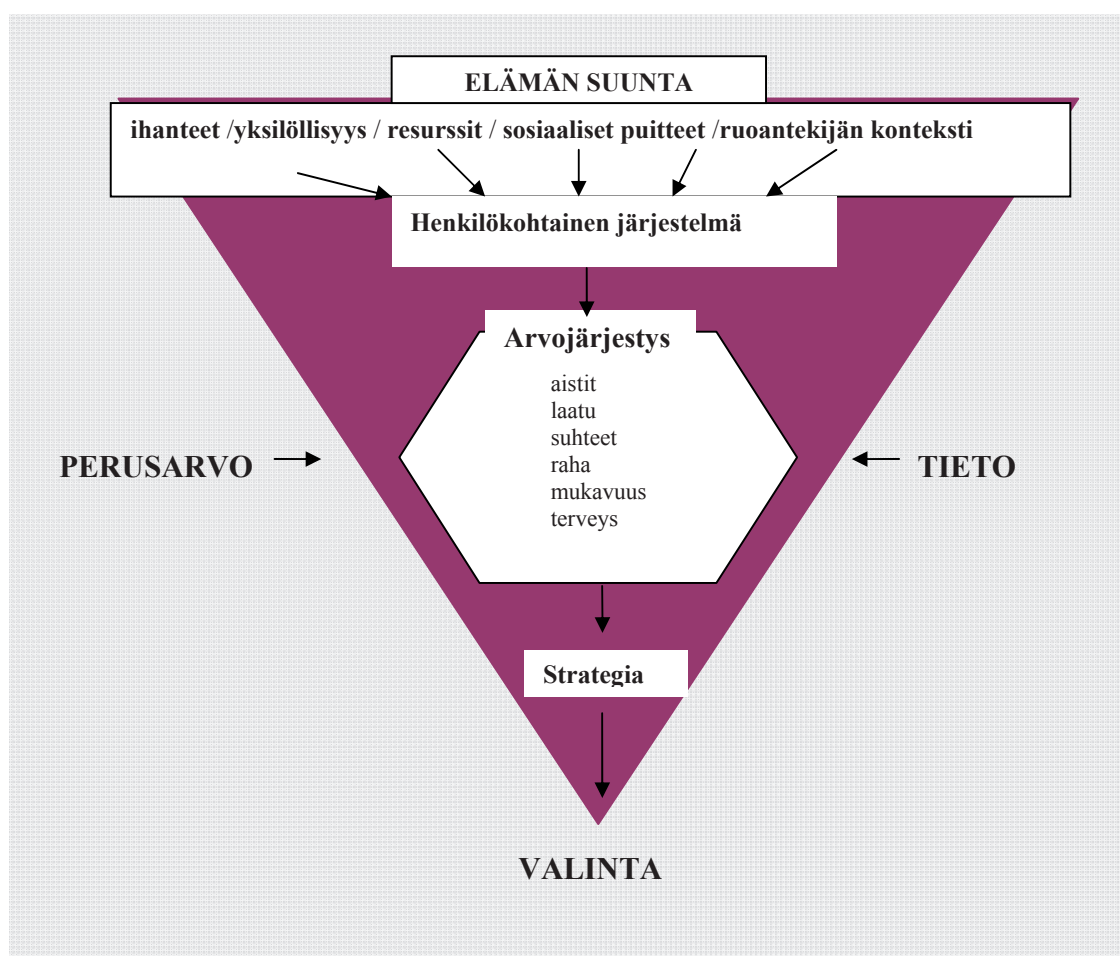 ELÄMÄN SUUNTA
ihanteet /yksilöllisyys / resurssit / sosiaaliset puitteet /ruoantekijän konteksti
Henkilökohtainen järjestelmä
Arvojärjestys
aistit
laatu
suhteet
raha
mukavuus
terveys
PERUSARVO
TIETO
Strategia
VALINTA